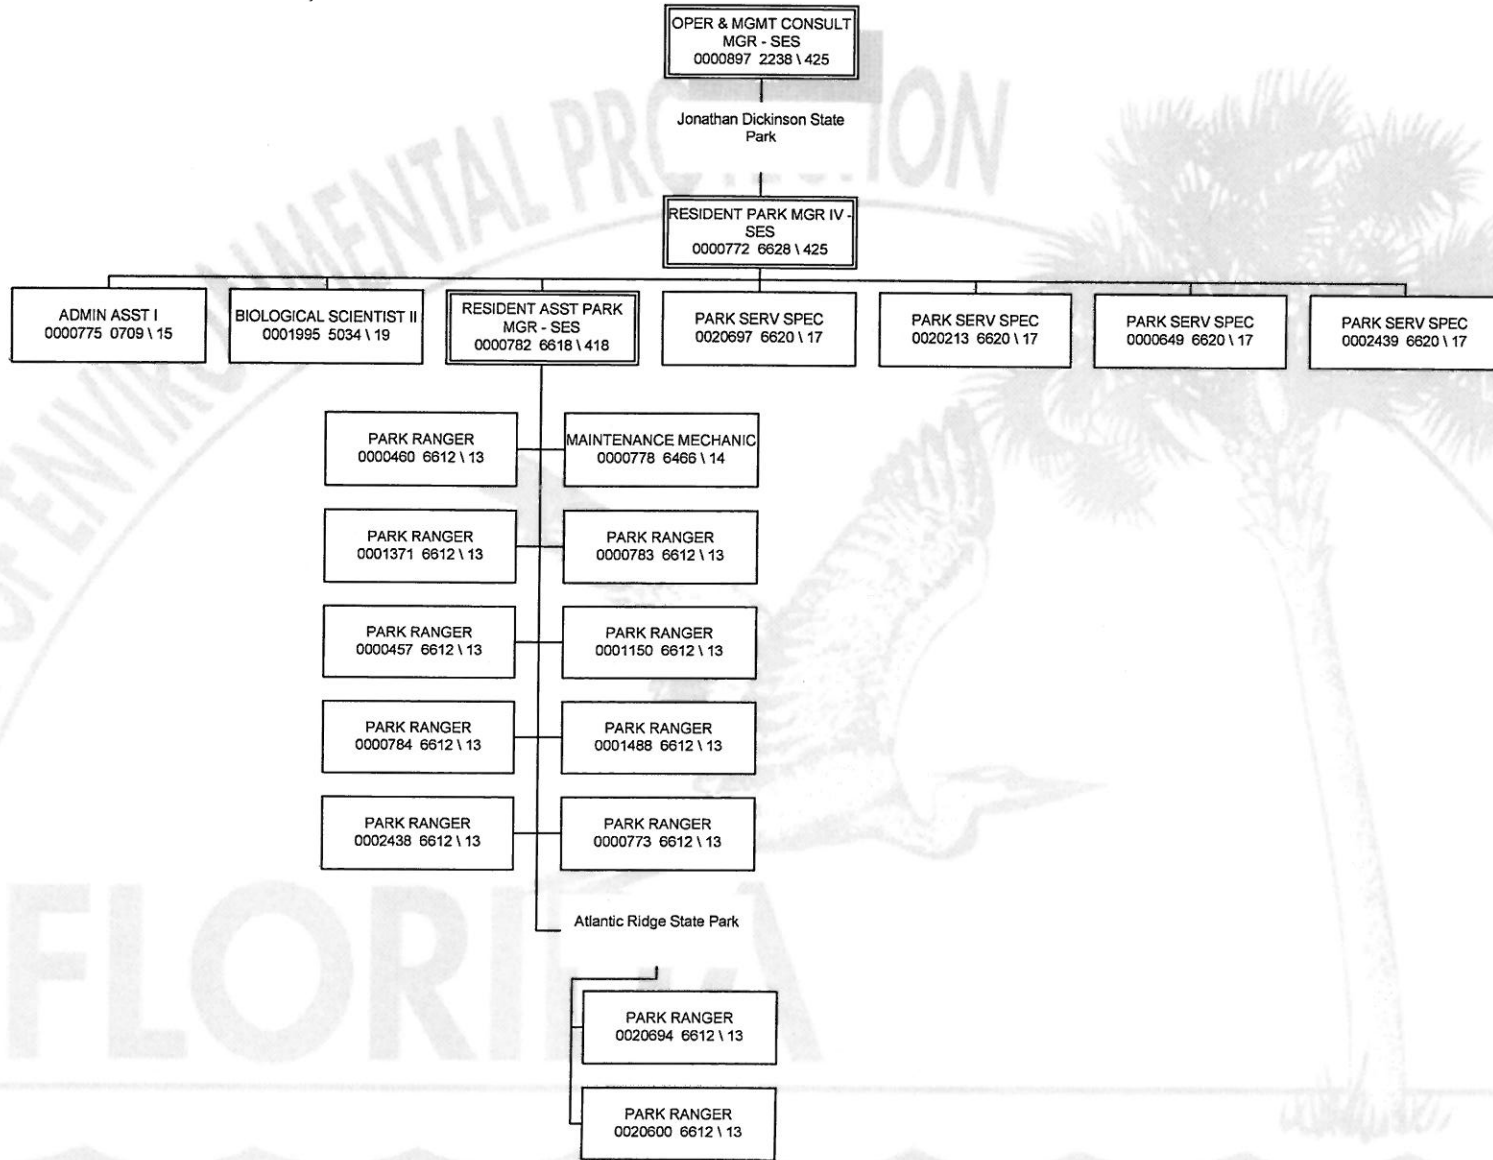 OPER & MGMT CONSULT
MGR - SES
0000897 2238 \ 425
Jonathan Dickinson State
Park
RESIDENT PARK MGR IV -
SES
0000772 6628 \ 425
ADMIN ASST I
0000775 0709 \ 15
BIOLOGICAL SCIENTIST II
0001995 5034 \ 19
RESIDENT ASST PARK
MGR - SES
0000782 6618 \ 418
PARK SERV SPEC
0020697 6620 \ 17
PARK SERV SPEC
0020213 6620 \ 17
PARK SERV SPEC
0000649 6620 \ 17
PARK SERV SPEC
0002439 6620 \ 17
PARK RANGER
0000460 6612 \ 13
MAINTENANCE MECHANIC
0000778 6466 \ 14
PARK RANGER
0001371 6612 \ 13
PARK RANGER
0000783 6612 \ 13
PARK RANGER
0000457 6612 \ 13
PARK RANGER
0001150 6612 \ 13
PARK RANGER
0000784 6612 \ 13
PARK RANGER
0001488 6612 \ 13
PARK RANGER
0002438 6612 \ 13
PARK RANGER
0000773 6612 \ 13
Atlantic Ridge State Park
PARK RANGER
0020694 6612 \ 13
PARK RANGER
0020600 6612 \ 13
OF ENVIRONMENTAL PROTECTION
FLORIDA